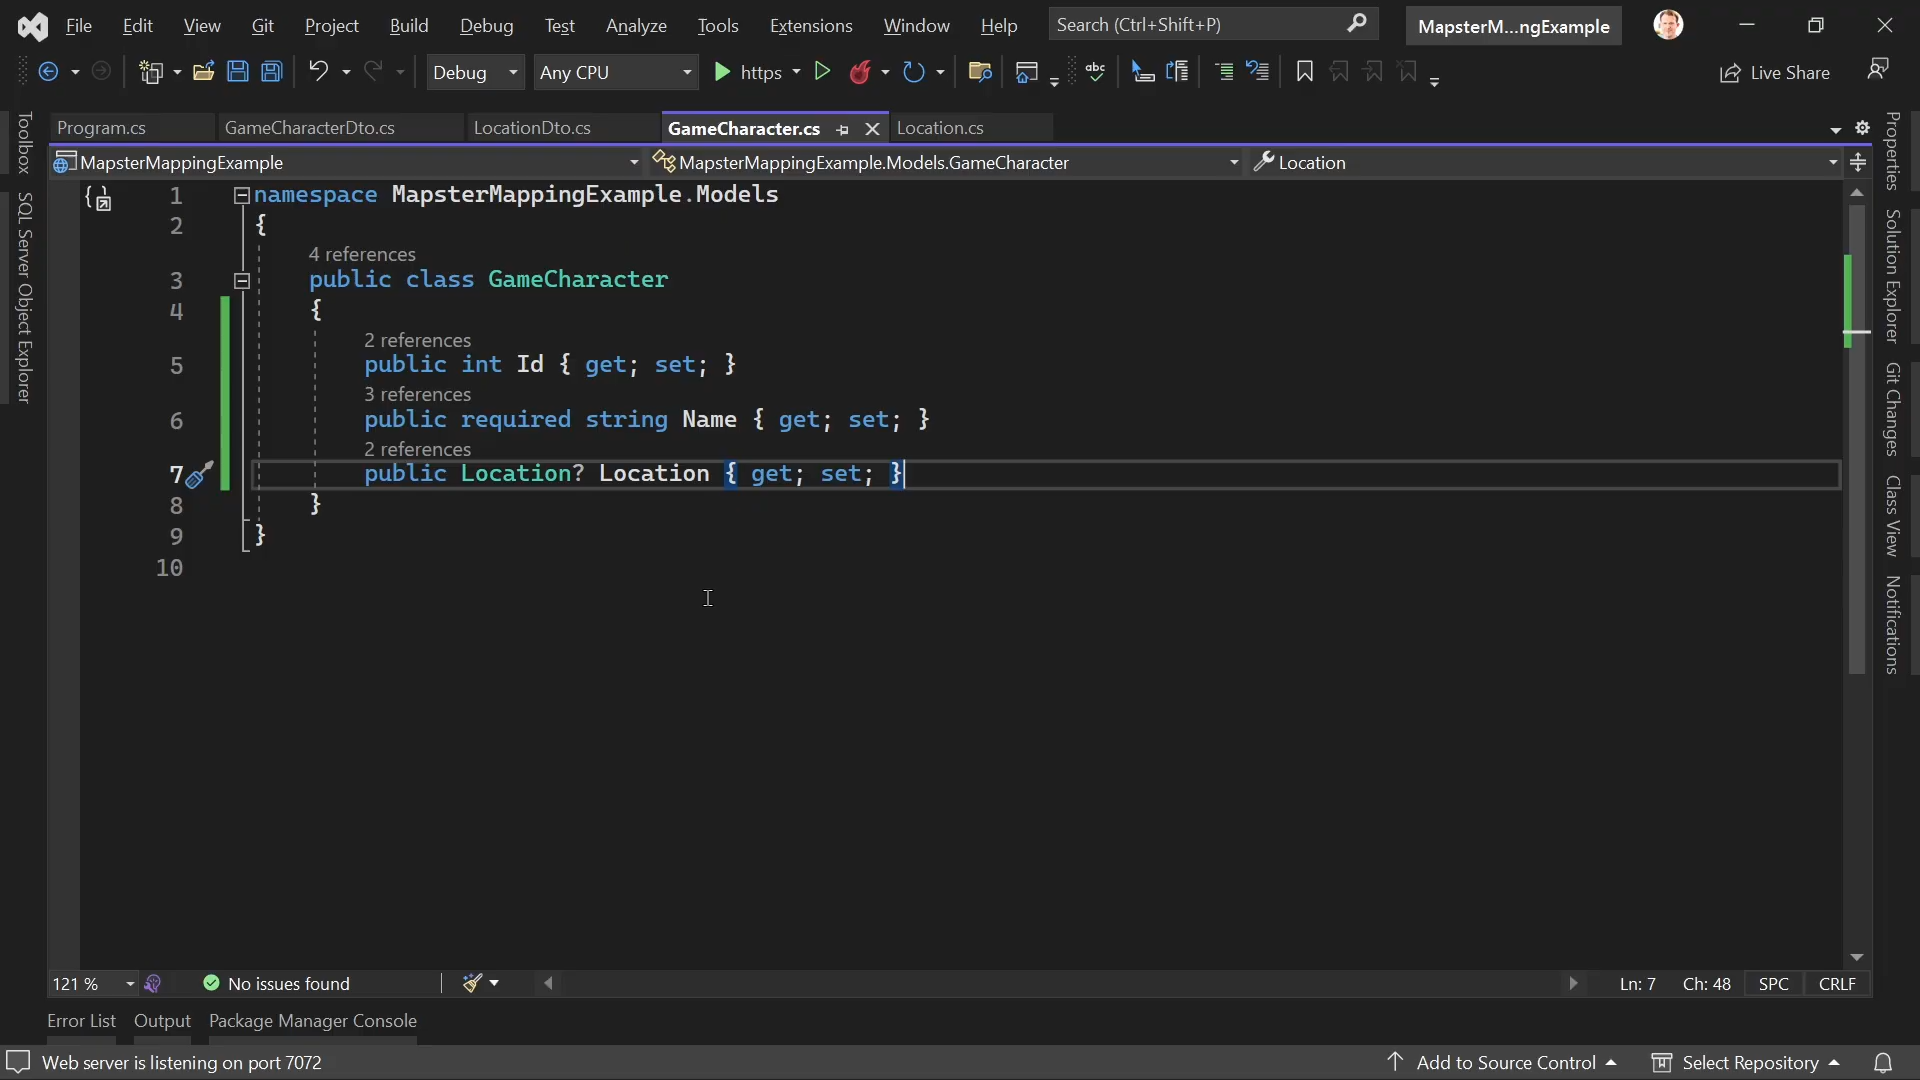 File Edit View Git Project Build Debug Test Analyze Tools Extensions Window Help Search (Ctrl+Shift+P) MapsterM...ngExample
Debug Any CPU https Live Share
Program.cs GameCharacterDto.cs LocationDto.cs GameCharacter.cs Location.cs
MapsterMappingExample MapsterMappingExample.Models.GameCharacter Location
1 namespace MapsterMappingExample.Models
2 {
4 references
3 public class GameCharacter
4 {
2 references
5 public int Id { get; set; }
3 references
6 public required string Name { get; set; }
2 references
7 public Location? Location { get; set; }
8 }
9 }
10
Toolbox
SQL Server Object Explorer
Properties
Solution Explorer
Git Changes
Class View
Notifications
121 % No issues found Ln: 7 Ch: 48 SPC CRLF
Error List Output Package Manager Console
Web server is listening on port 7072 Add to Source Control Select Repository